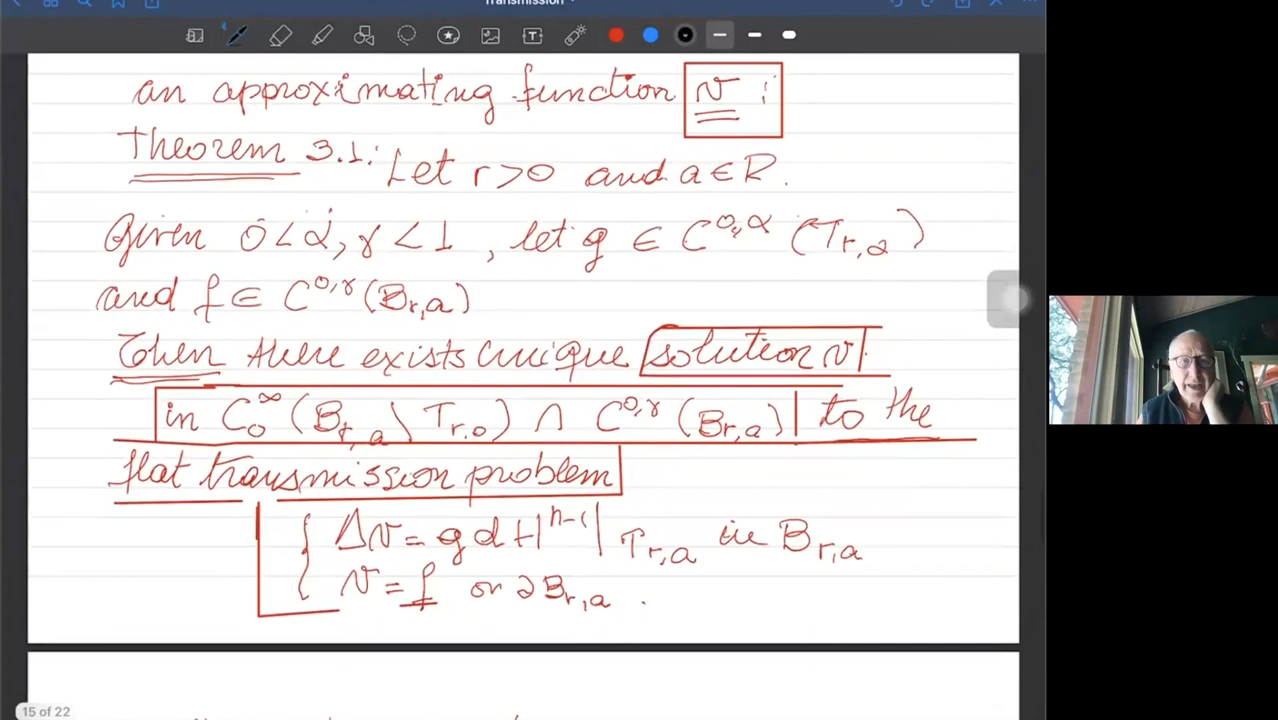 Transmission
an approximating function v :
Theorem 3.1: Let r>0 and a ∈ R.
Given 0<α, γ<1, let g ∈ C^{0,α} (T_{r,a})
and f ∈ C^{0,γ}(B_{r,a})
Then there exists unique solution v
in C_0^∞ (B_{r,a} \ T_{r,0}) ∩ C^{0,γ} (B_{r,a}) to the
flat transmission problem
{ Δv = g dH^{n-1}| T_{r,a} in B_{r,a}
v = f on ∂B_{r,a} .
15 of 22